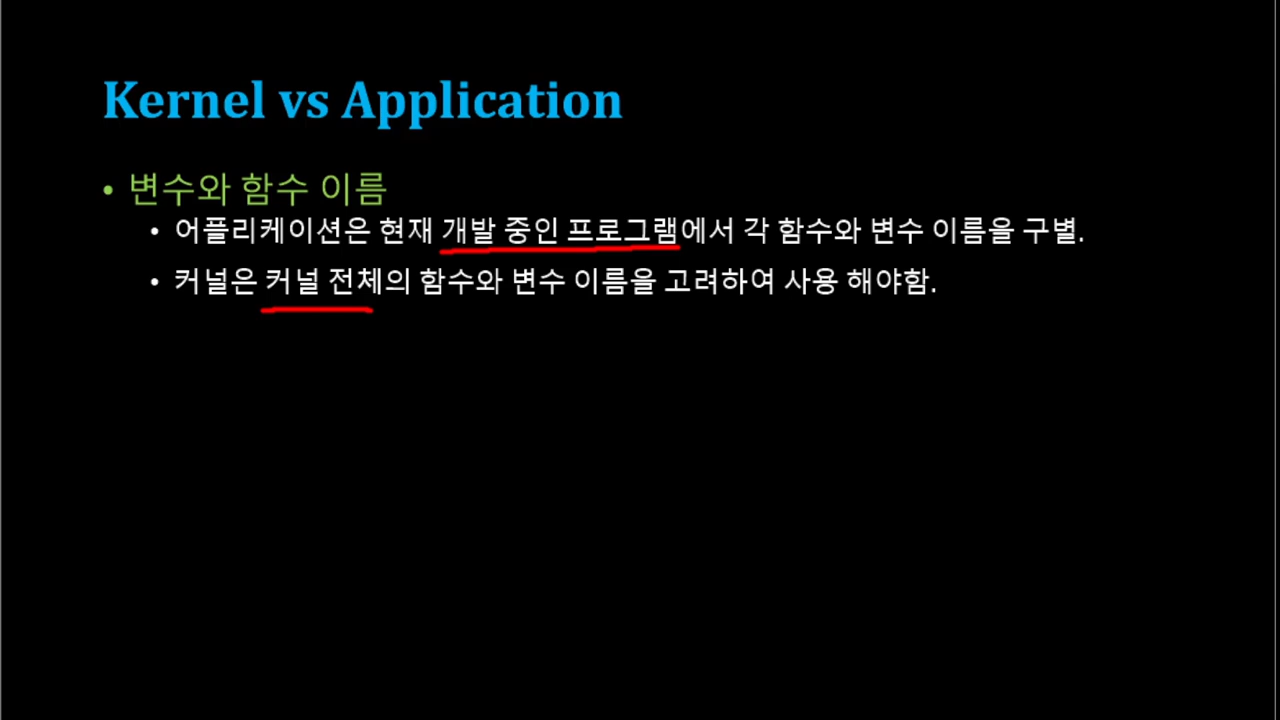 Kernel vs Application
• 변수와 함수 이름
• 어플리케이션은 현재 개발 중인 프로그램에서 각 함수와 변수 이름을 구별.
• 커널은 커널 전체의 함수와 변수 이름을 고려하여 사용 해야함.